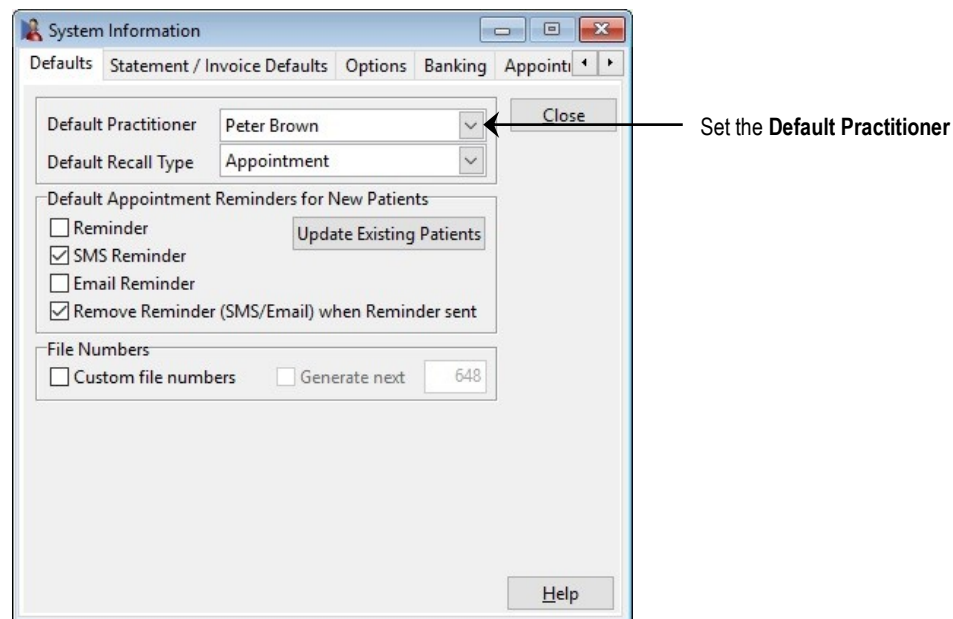 System Information
Defaults Statement / Invoice Defaults Options Banking
Default Practitioner Peter Brown Close
Set the Default Practitioner
Default Recall Type Appointment
Default Appointment Reminders for New Patients
Reminder Update Existing Patients
SMS Reminder
Email Reminder
Remove Reminder (SMS/Email) when Reminder sent
File Numbers
Custom file numbers Generate next 648
Help